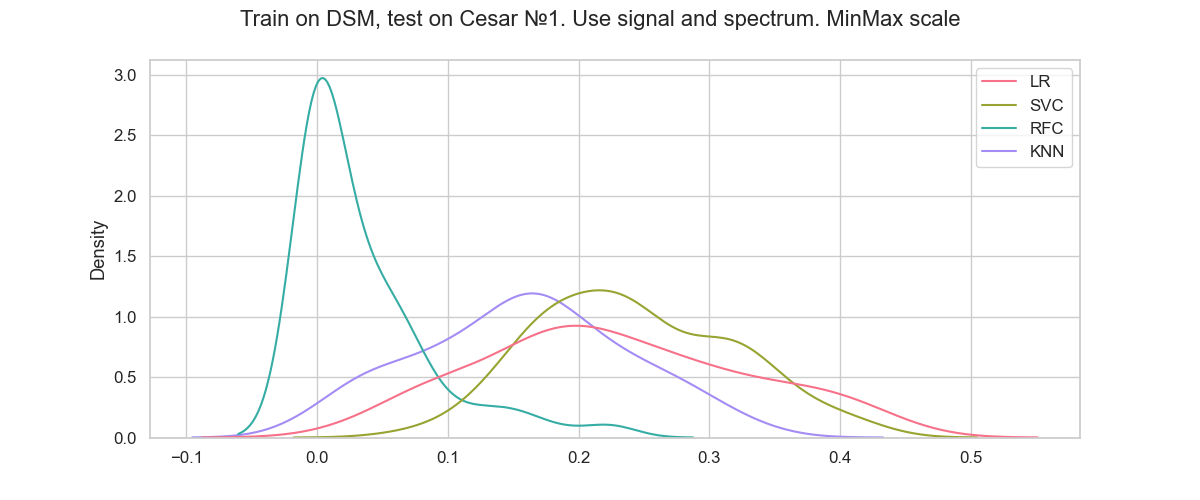 Train on DSM, test on Cesar №1. Use signal and spectrum. MinMax scale
LR
SVC
RFC
KNN
Density
3.0
2.5
2.0
1.5
1.0
0.5
0.0
−0.1
0.0
0.1
0.2
0.3
0.4
0.5